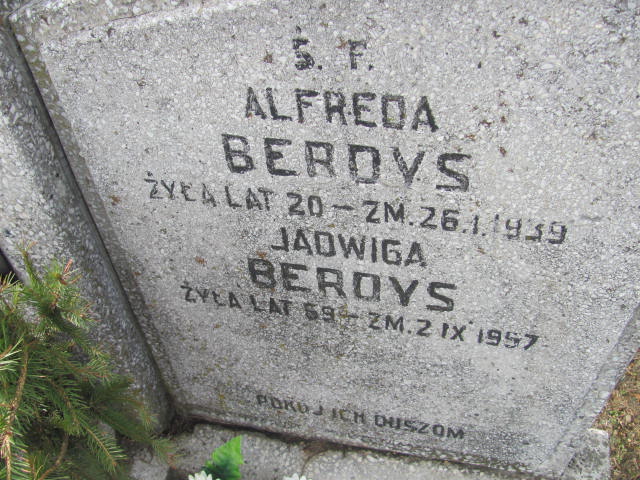 Ś. P.
ALFREDA
BERDYS
ŻYŁA LAT 20 - ZM. 26.I.1939
JADWIGA
BERDYS
ŻYŁA LAT 69 - ZM. 2 IX 1957
POKÓJ ICH DUSZOM